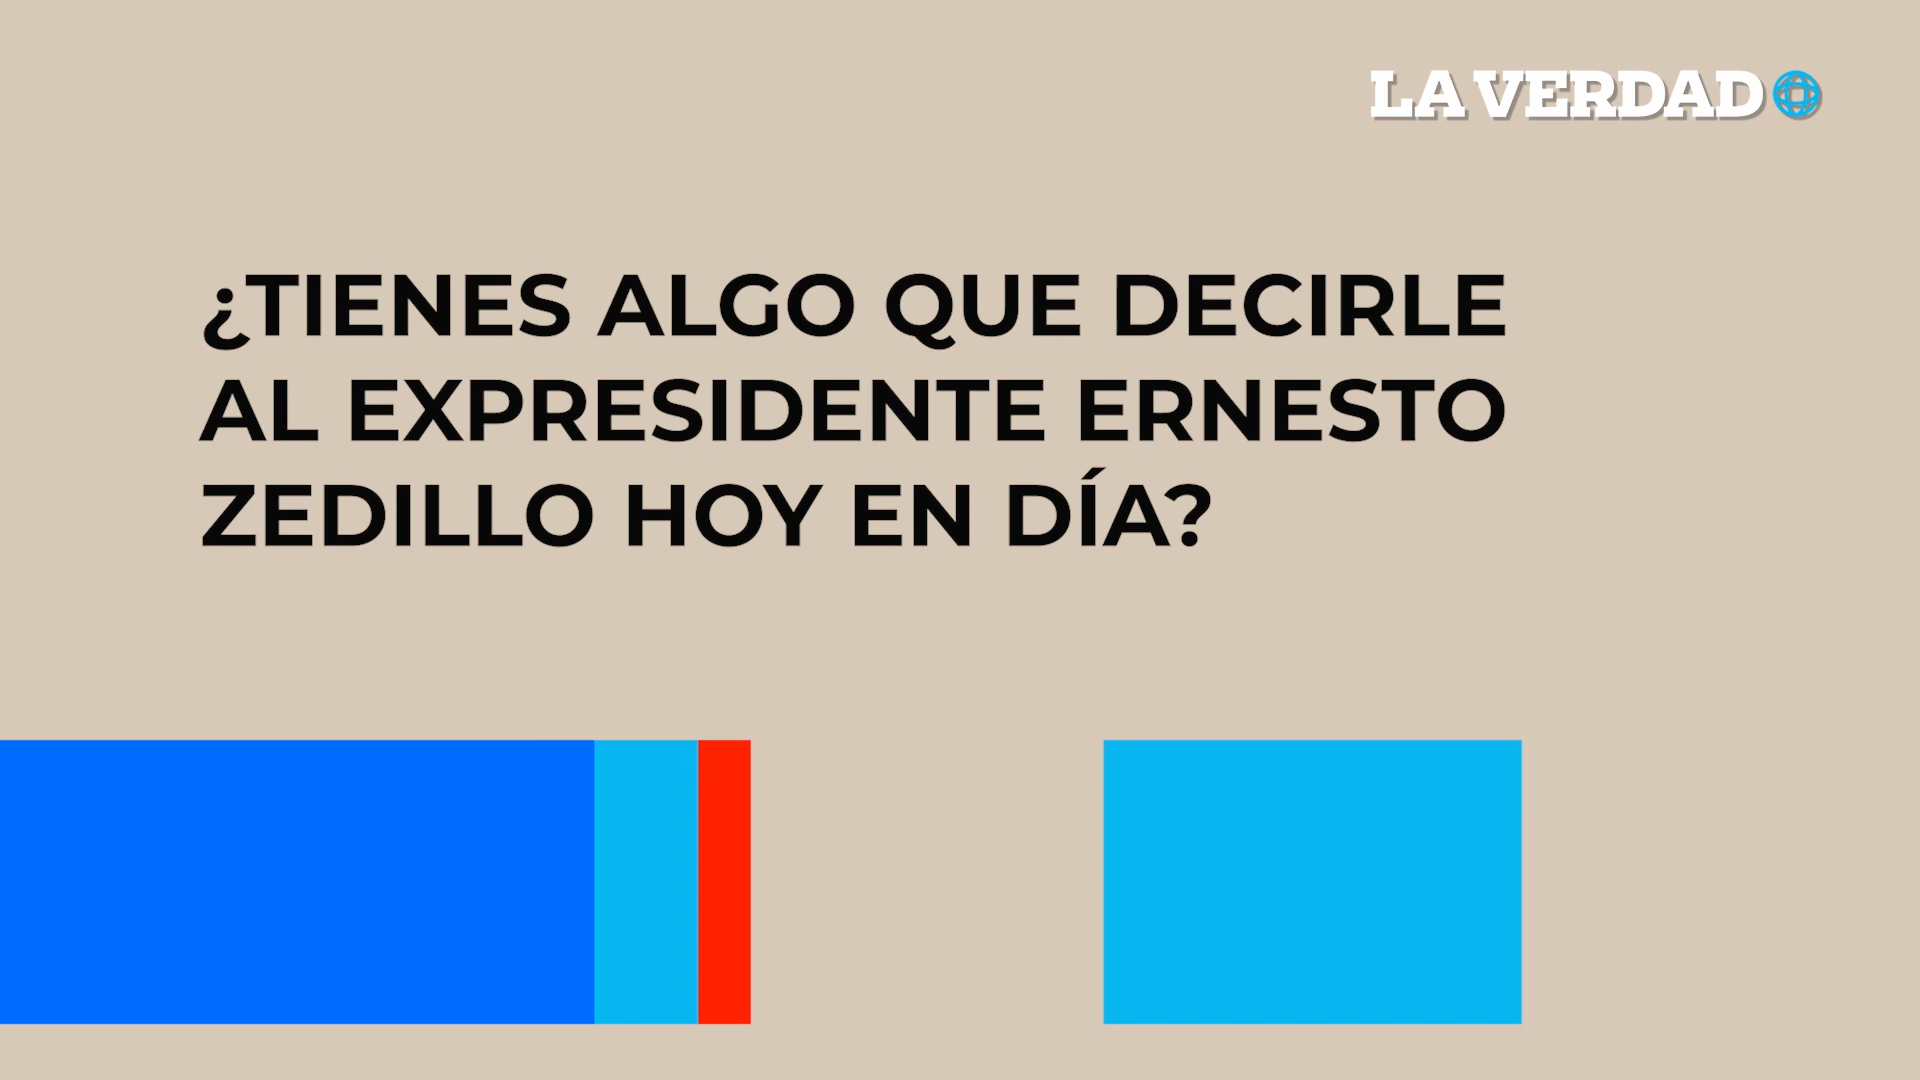 LA VERDAD
¿TIENES ALGO QUE DECIRLE
AL EXPRESIDENTE ERNESTO
ZEDILLO HOY EN DÍA?